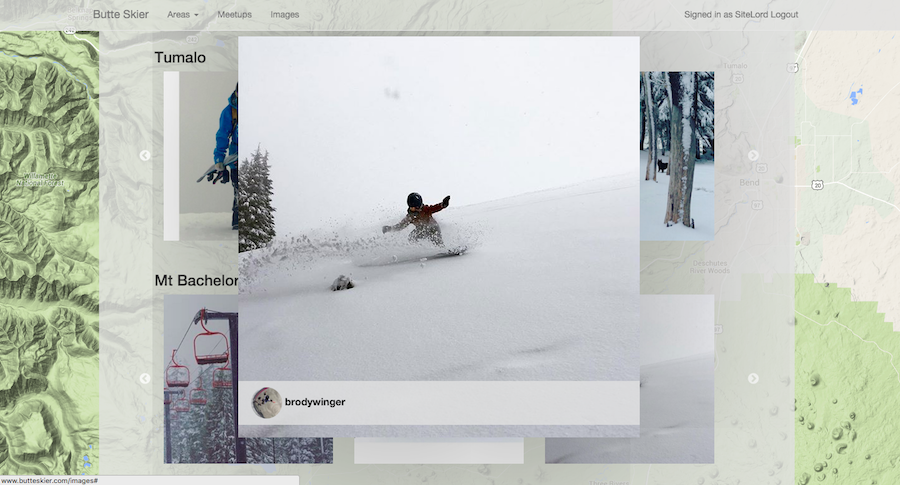 Butte Skier Areas Meetups Images Signed in as SiteLord Logout
Tumalo
Tumalo
20
Willamette
National Forest
20
Bend
Deschutes
River Woods
Mt Bachelor
brodywinger
www.butteskier.com/images#